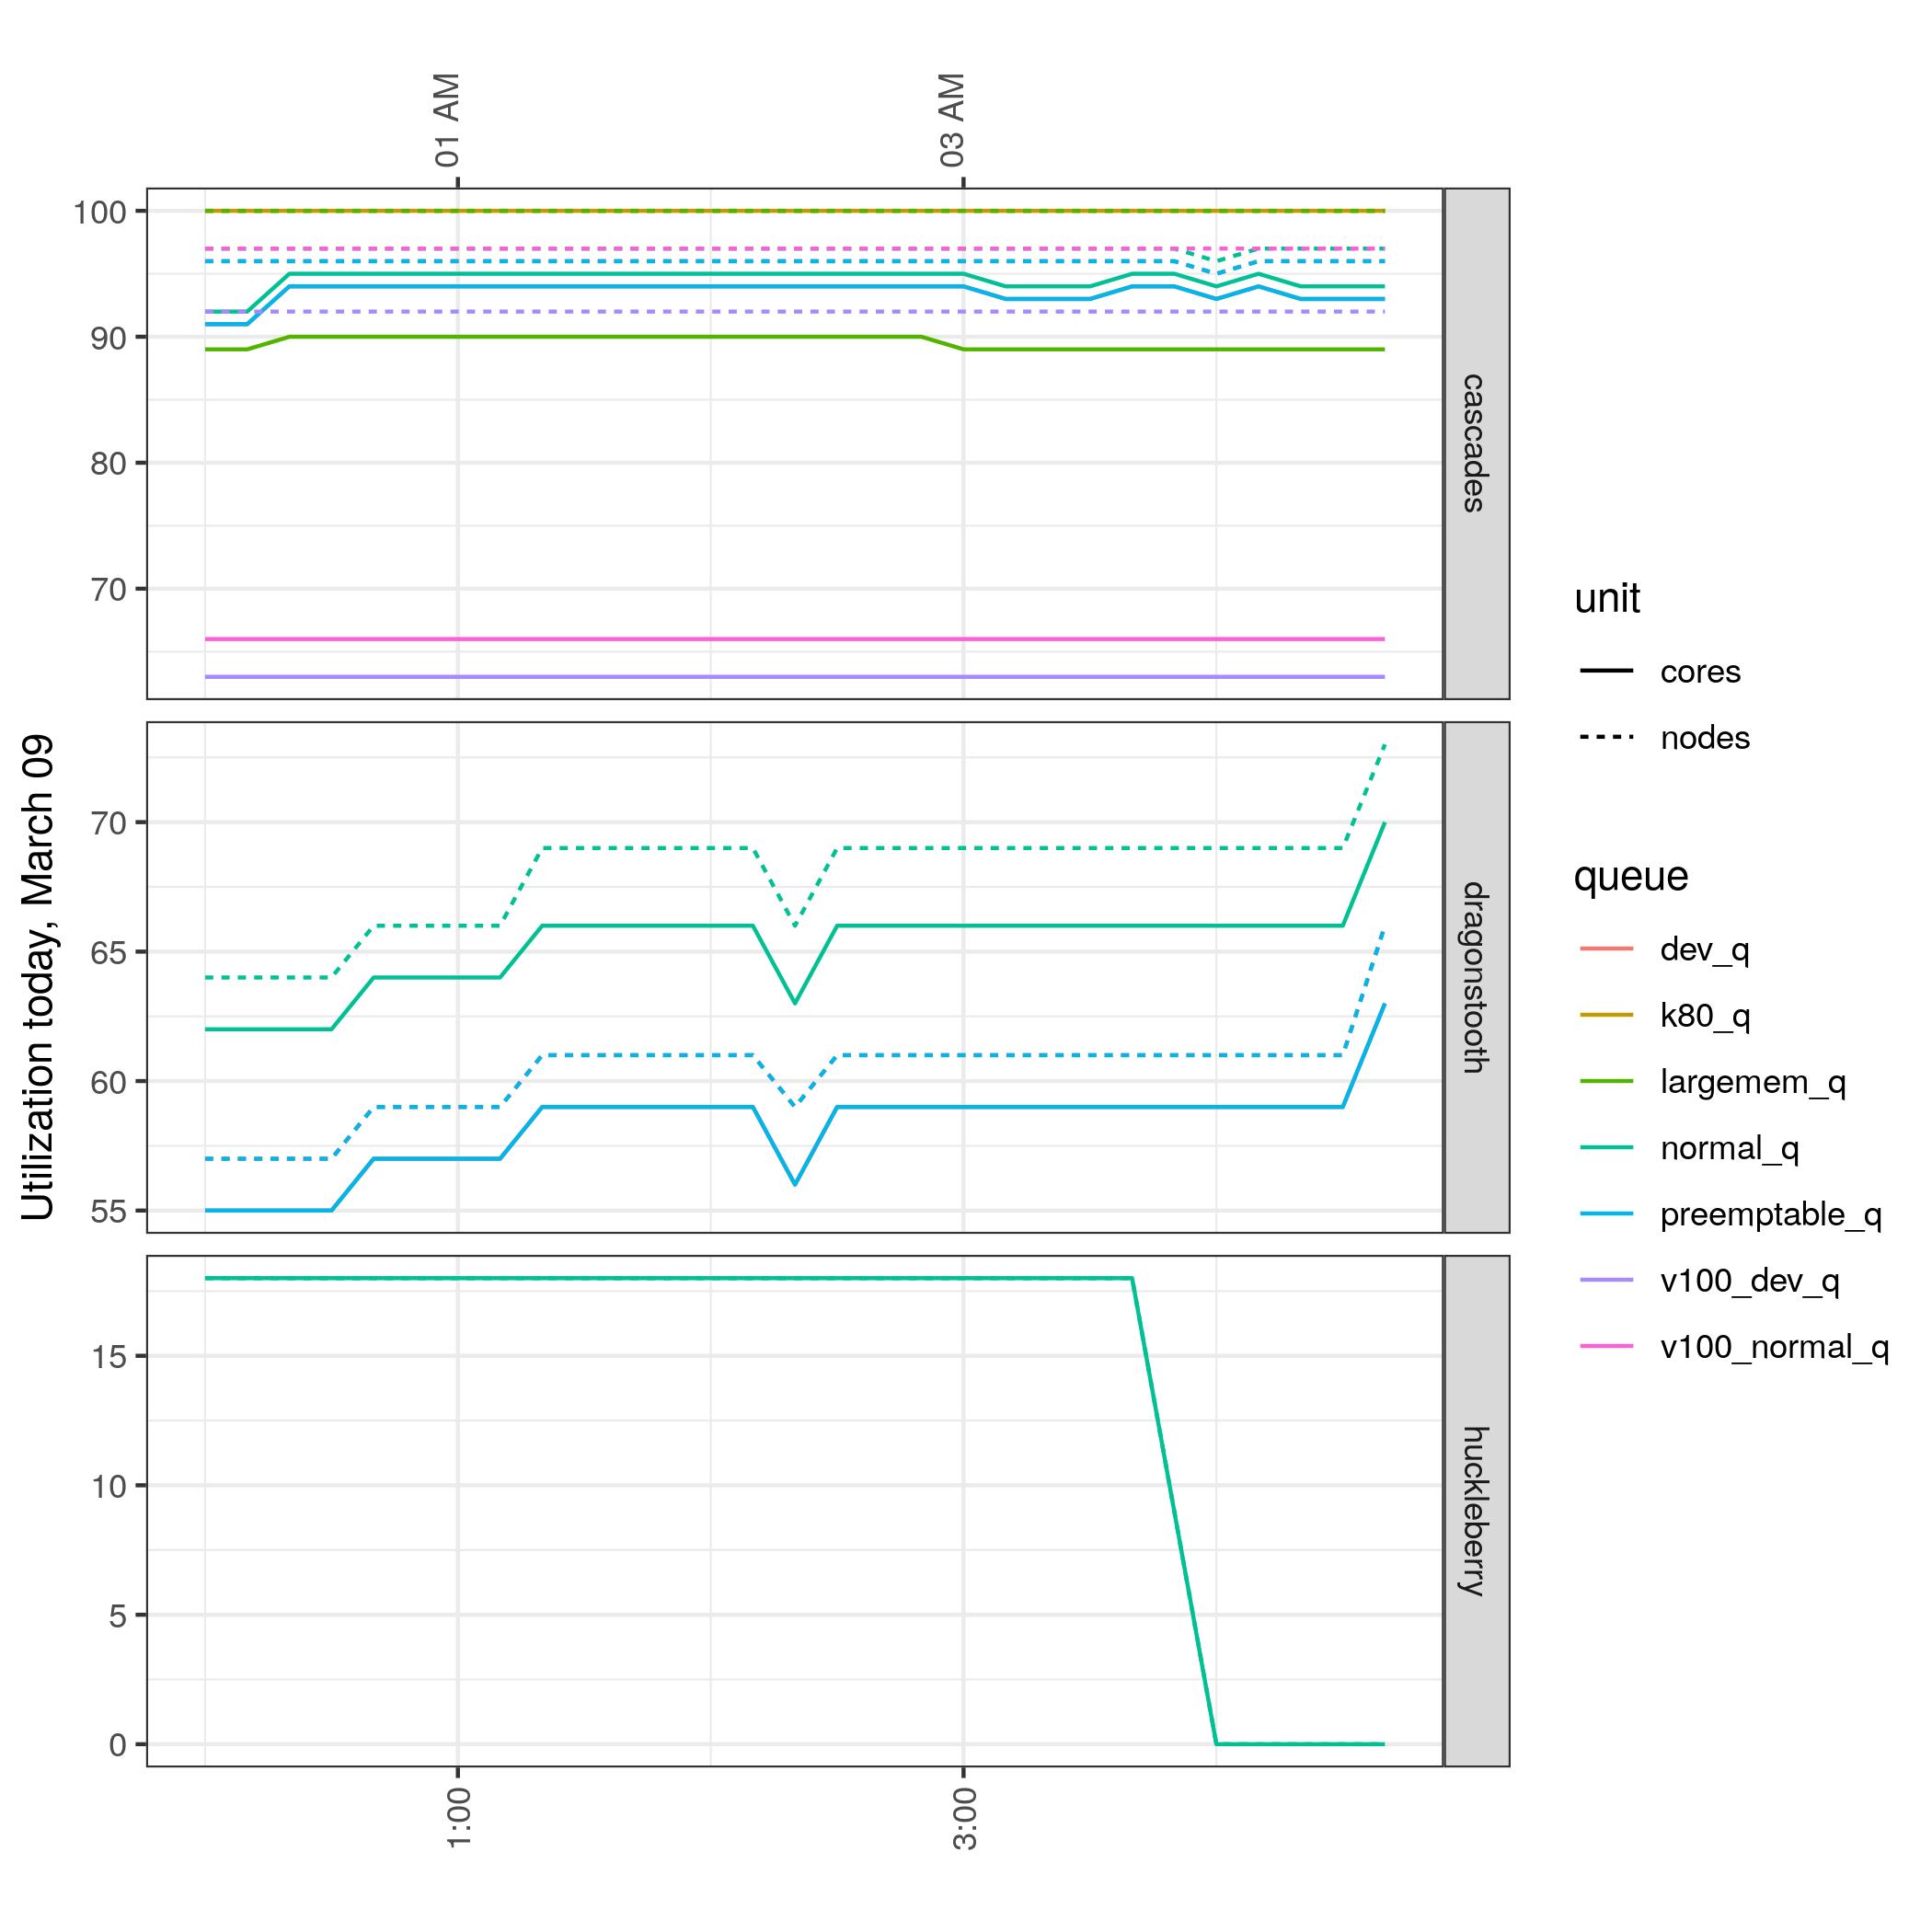 01 AM
03 AM
Utilization today, March 09
100
90
80
70
cascades
70
65
60
55
dragonstooth
15
10
5
0
huckleberry
1:00
3:00
unit
cores
nodes
queue
dev_q
k80_q
largemem_q
normal_q
preemptable_q
v100_dev_q
v100_normal_q